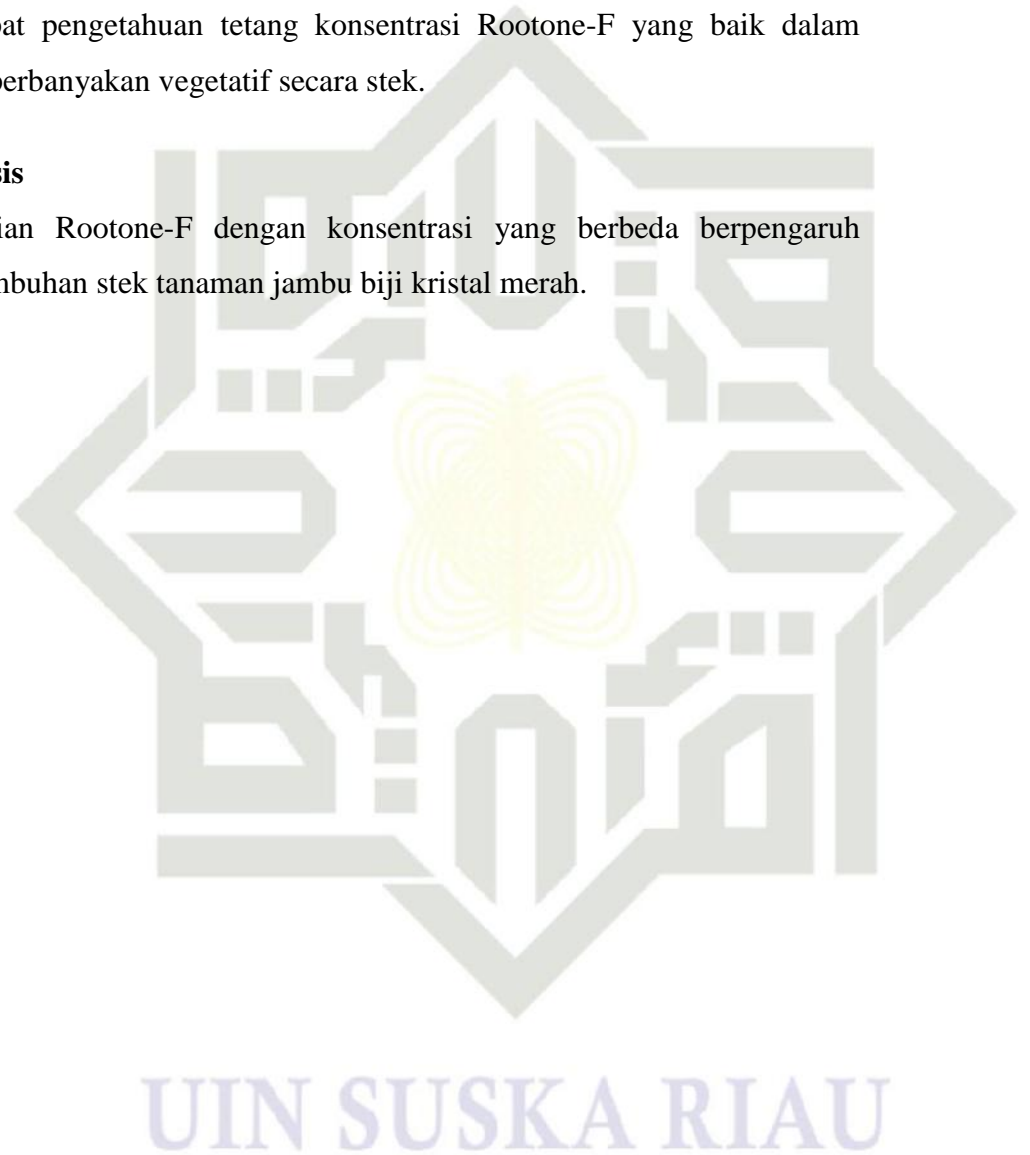 pat pengetahuan tetang konsentrasi Rootone-F yang baik dalam
perbanyakan vegetatif secara stek.
sis
ian Rootone-F dengan konsentrasi yang berbeda berpengaruh
mbuhan stek tanaman jambu biji kristal merah.
UIN SUSKA RIAU